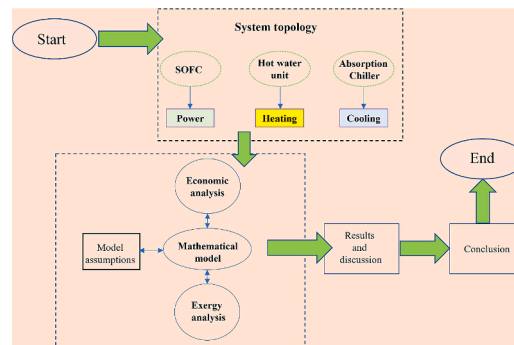 Start
System topology
SOFC
Hot water
unit
Absorption
Chiller
Power
Heating
Cooling
Economic
analysis
Model
assumptions
Mathematical
model
Exergy
analysis
Results
and
discussion
Conclusion
End